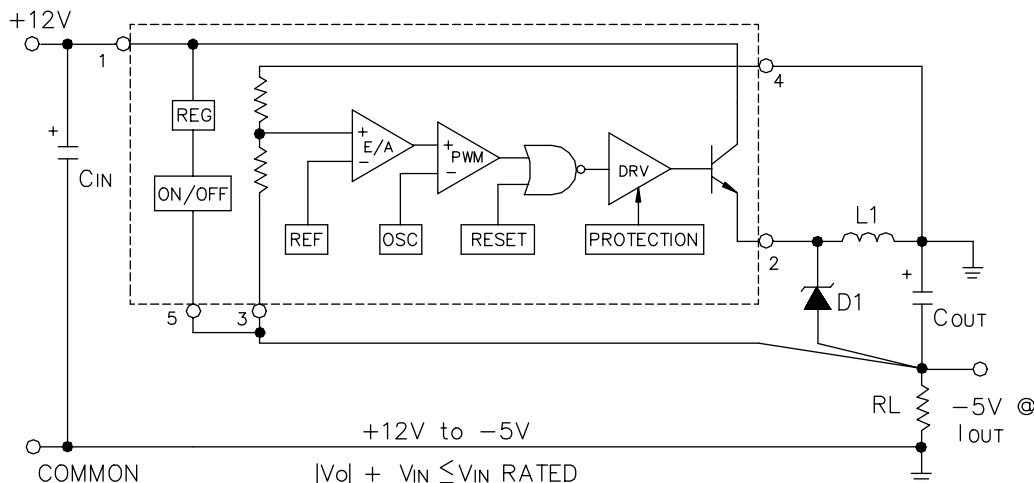 +12V
1
4
+
CIN
REG
ON/OFF
+
E/A
−
+
PWM
−
DRV
REF
OSC
RESET
PROTECTION
2
L1
5
3
D1
+
COUT
RL
−5V @
IOUT
+12V to −5V
COMMON
|Vo| + VIN ≤ VIN RATED